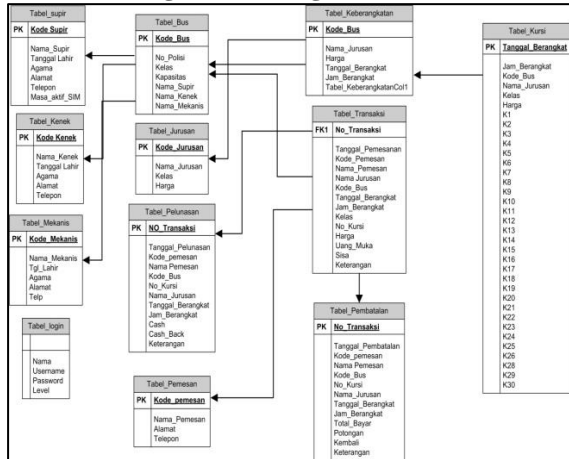 Tabel_supir
PK Kode Supir
Nama_Supir
Tanggal Lahir
Agama
Alamat
Telepon
Masa_aktif_SIM
Tabel_Kenek
PK Kode Kenek
Nama_Kenek
Tanggal Lahir
Agama
Alamat
Telepon
Tabel_Mekanis
PK Kode_Mekanis
Nama_Mekanis
Tgl_Lahir
Agama
Alamat
Telp
Tabel_login
Nama
Username
Password
Level
Tabel_Bus
PK Kode_Bus
No_Polisi
Kelas
Kapasitas
Nama_Supir
Nama_Kenek
Nama_Mekanis
Tabel_Jurusan
PK Kode_Jurusan
Nama_Jurusan
Kelas
Harga
Tabel_Pelunasan
PK NO_Transaksi
Tanggal_Pelunasan
Kode_pemesan
Nama Pemesan
Kode_Bus
No_Kursi
Nama_Jurusan
Tanggal_Berangkat
Jam_Berangkat
Cash
Cash_Back
Keterangan
Tabel_Pemesan
PK Kode_pemesan
Nama_Pemesan
Alamat
Telepon
Tabel_Keberangkatan
PK Kode_Bus
Nama_Jurusan
Harga
Tanggal_Berangkat
Jam_Berangkat
Tabel_KeberangkatanCol1
Tabel_Transaksi
FK1 No_Transaksi
Tanggal_Pemesanan
Kode_Pemesan
Nama_Pemesan
Nama Jurusan
Kode_Bus
Tanggal_Berangkat
Jam_Berangkat
Kelas
No_Kursi
Harga
Uang_Muka
Sisa
Keterangan
Tabel_Pembatalan
PK No_Transaksi
Tanggal_Pembatalan
Kode_pemesan
Nama Pemesan
Kode_Bus
No_Kursi
Nama_Jurusan
Tanggal_Berangkat
Jam_Berangkat
Total_Bayar
Potongan
Kembali
Keterangan
Tabel_Kursi
PK Tanggal_Berangkat
Jam_Berangkat
Kode_Bus
Nama_Jurusan
Kelas
Harga
K1
K2
K3
K4
K5
K6
K7
K8
K9
K10
K11
K12
K13
K14
K15
K16
K17
K18
K19
K20
K21
K22
K23
K24
K25
K26
K28
K29
K30